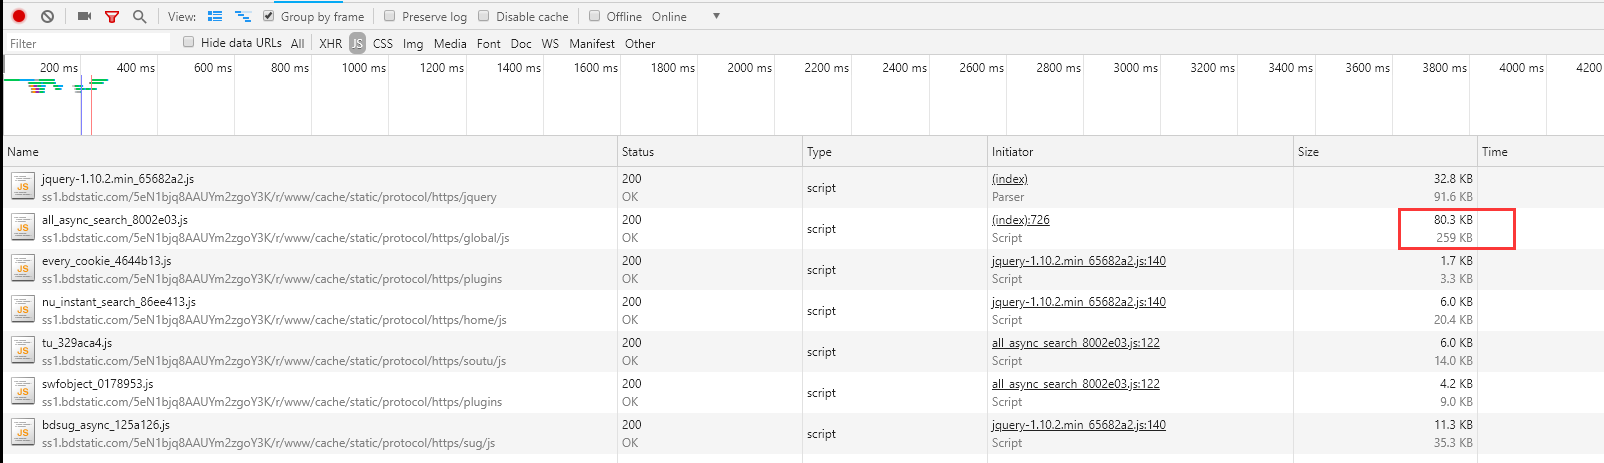 View: Group by frame Preserve log Disable cache Offline Online
Filter Hide data URLs All XHR JS CSS Img Media Font Doc WS Manifest Other
200 ms 400 ms 600 ms 800 ms 1000 ms 1200 ms 1400 ms 1600 ms 1800 ms 2000 ms 2200 ms 2400 ms 2600 ms 2800 ms 3000 ms 3200 ms 3400 ms 3600 ms 3800 ms 4000 ms 4200
Name Status Type Initiator Size Time
jquery-1.10.2.min_65682a2.js 200 script (index) 32.8 KB
ss1.bdstatic.com/5eN1bjq8AAUYm2zgoY3K/r/www/cache/static/protocol/https/jquery OK Parser 91.6 KB
all_async_search_8002e03.js 200 script (index):726 80.3 KB
ss1.bdstatic.com/5eN1bjq8AAUYm2zgoY3K/r/www/cache/static/protocol/https/global/js OK Script 259 KB
every_cookie_4644b13.js 200 script jquery-1.10.2.min_65682a2.js:140 1.7 KB
ss1.bdstatic.com/5eN1bjq8AAUYm2zgoY3K/r/www/cache/static/protocol/https/plugins OK Script 3.3 KB
nu_instant_search_86ee413.js 200 script jquery-1.10.2.min_65682a2.js:140 6.0 KB
ss1.bdstatic.com/5eN1bjq8AAUYm2zgoY3K/r/www/cache/static/protocol/https/home/js OK Script 20.4 KB
tu_329aca4.js 200 script all_async_search_8002e03.js:122 6.0 KB
ss1.bdstatic.com/5eN1bjq8AAUYm2zgoY3K/r/www/cache/static/protocol/https/soutu/js OK Script 14.0 KB
swfobject_0178953.js 200 script all_async_search_8002e03.js:122 4.2 KB
ss1.bdstatic.com/5eN1bjq8AAUYm2zgoY3K/r/www/cache/static/protocol/https/plugins OK Script 9.0 KB
bdsug_async_125a126.js 200 script jquery-1.10.2.min_65682a2.js:140 11.3 KB
ss1.bdstatic.com/5eN1bjq8AAUYm2zgoY3K/r/www/cache/static/protocol/https/sug/js OK Script 35.3 KB